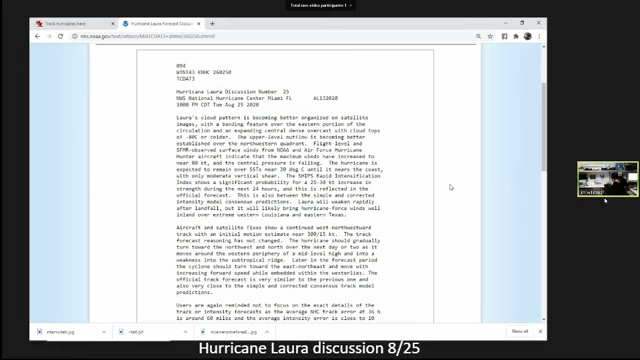 Total non-video participants: 1
Hurricane Laura Forecast Discus
094
WTNT43 KNHC 260250
TCDAT3
Hurricane Laura Discussion Number 25
NWS National Hurricane Center Miami FL AL132020
1000 PM CDT Tue Aug 25 2020
Laura's cloud pattern is becoming better organized on satellite
images, with a banding feature over the eastern portion of the
circulation and an expanding central dense overcast with cloud tops
of -80C or colder. The upper-level outflow is becoming better
established over the northwestern quadrant. Flight-level and
SFMR-observed surface winds from NOAA and Air Force Hurricane
Hunter aircraft indicate that the maximum winds have increased to
near 80 kt, and the central pressure is falling. The hurricane is
expected to remain over SSTs near 30 deg C until it nears the coast,
with only moderate vertical shear. The SHIPS Rapid Intensification
Index shows a significant probability for a 25-30 kt increase in
strength during the next 24 hours, and this is reflected in the
official forecast. This is also between the simple and corrected
intensity model consensus predictions. Laura will weaken rapidly
after landfall, but it will likely bring hurricane-force winds well
inland over extreme western Louisiana and eastern Texas.
Aircraft and satellite fixes show a continued west-northwestward
track with an initial motion estimate near 300/15 kt. The track
forecast reasoning has not changed. The hurricane should gradually
turn toward the northwest and north over the next day or two as it
moves around the western periphery of a mid-level high and into a
weakness into the subtropical ridge. Later in the forecast period
the cyclone should turn toward the east-northeast and move with
increasing forward speed while embedded within the westerlies. The
official track forecast is very similar to the previous one and
also very close to the simple and corrected consensus track model
predictions.
Users are again reminded not to focus on the exact details of the
track or intensity forecasts as the average NHC track error at 36 h
is around 60 miles and the average intensity error is close to 10
Show all
Hurricane Laura discussion 8/25